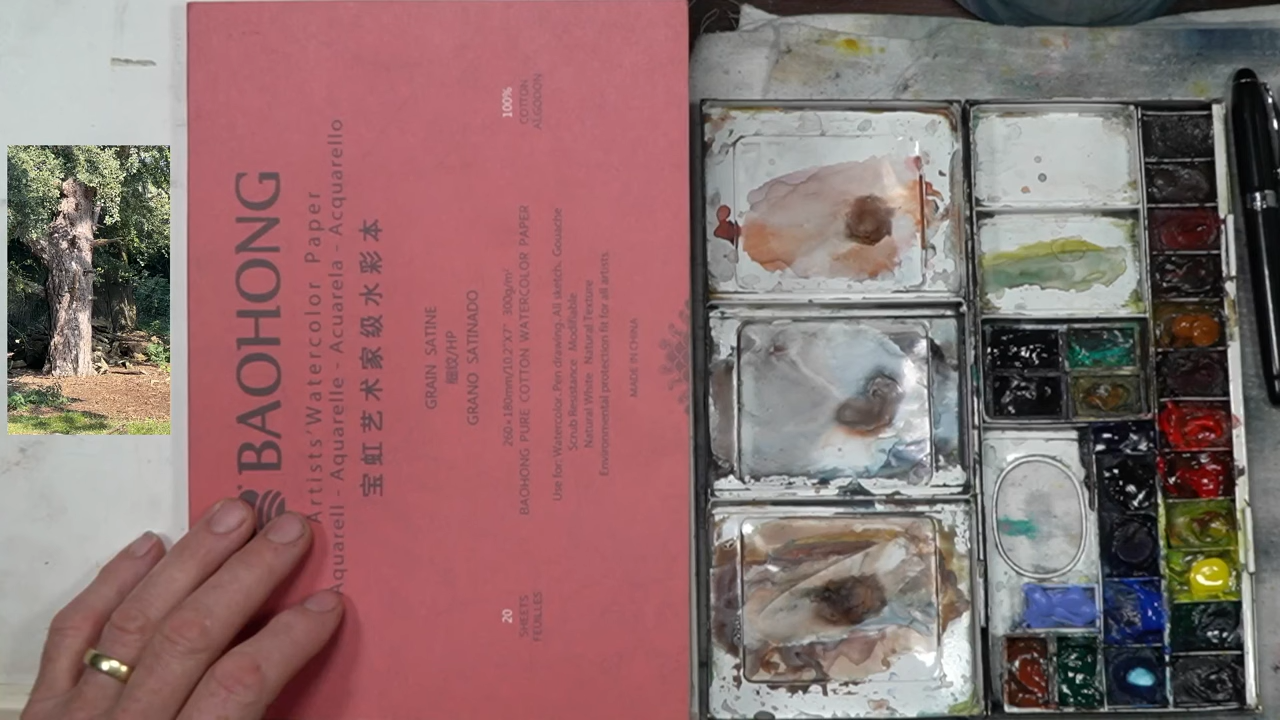 BAOHONG
Artists'Watercolor Paper
Aquarell - Aquarelle - Acuarela - Acquarello
宝虹艺术家级水彩本
GRAIN SATINE
细纹/HP
GRANO SATINADO
100%
COTTON
ALGODON
260×180mm/10.2"X7" 300g/m²
BAOHONG PURE COTTON WATERCOLOR PAPER
Use for:Watercolor. Pen drawing. All sketch. Gouache
Scrub Resistance Modifiable
Natural White Natural Texture
Environmental protection fit for all artists.
MADE IN CHINA
20
SHEETS
FEUILLES